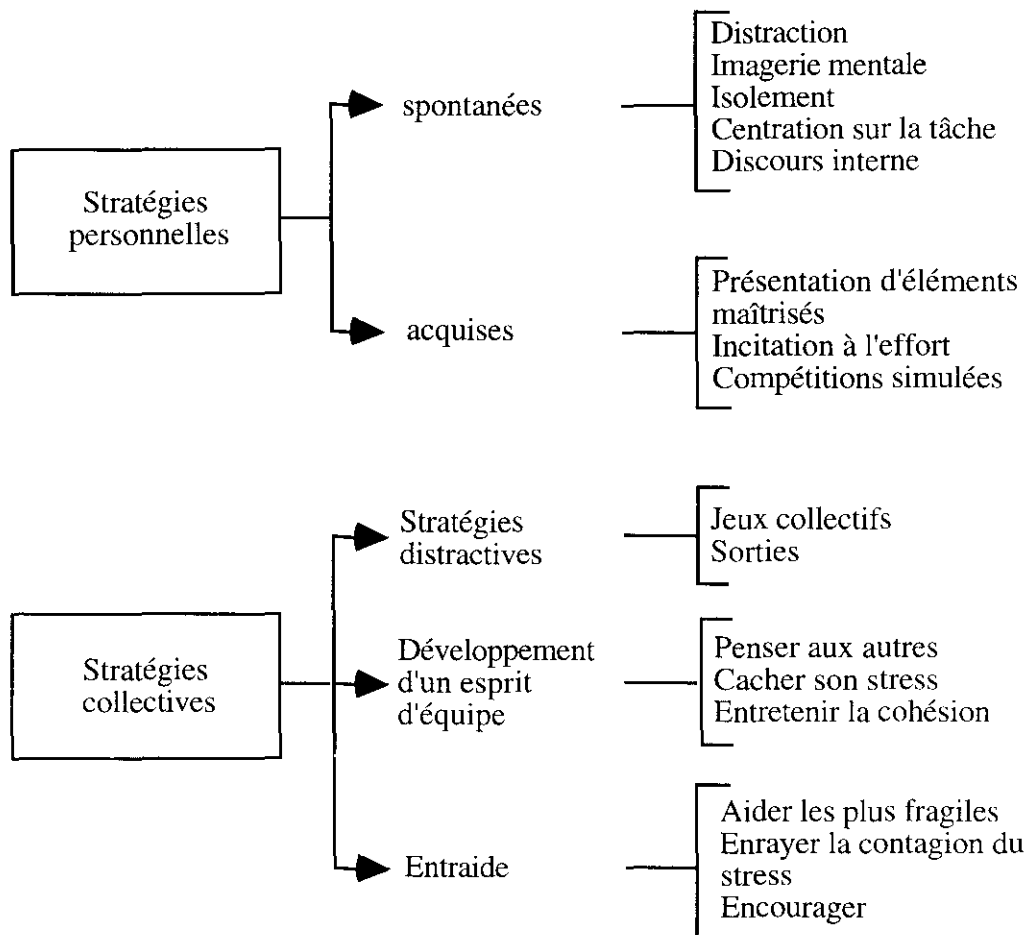 Stratégies
personnelles
spontanées
Distraction
Imagerie mentale
Isolement
Centration sur la tâche
Discours interne
acquises
Présentation d'éléments
maîtrisés
Incitation à l'effort
Compétitions simulées
Stratégies
collectives
Stratégies
distractives
Jeux collectifs
Sorties
Développement
d'un esprit
d'équipe
Penser aux autres
Cacher son stress
Entretenir la cohésion
Entraide
Aider les plus fragiles
Enrayer la contagion du
stress
Encourager